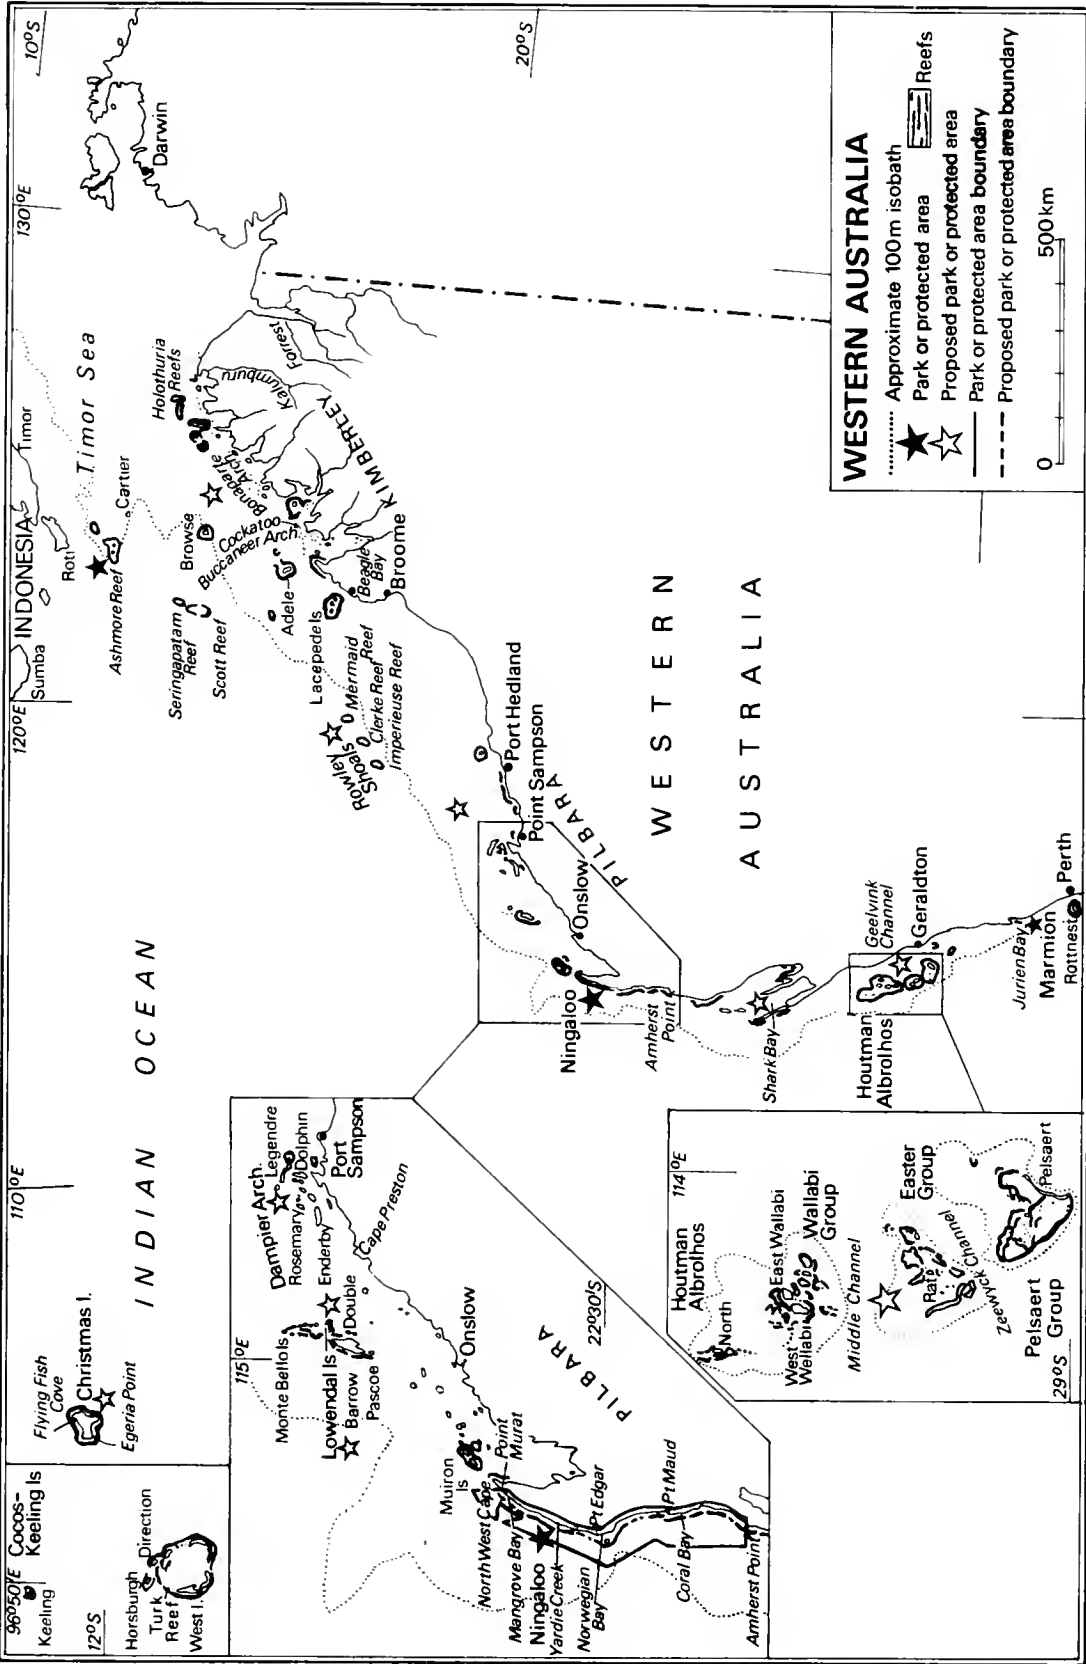 96°50'E
Cocos-
Keeling Is
Keeling
12°S
Horsburgh
Direction
Turk
Reef
West I.
Flying Fish
Cove
Christmas I.
Egeria Point
110°E
120°E
130°E
10°S
20°S
INDIAN OCEAN
Sumba
INDONESIA
Roti
Timor
Timor Sea
Ashmore Reef
Cartier
Seringapatam
Reef
Scott Reef
Browse
Holothuria
Reefs
Bonaparte
Arch.
Cockatoo
Buccaneer Arch.
Adele
Lacepede Is
Beagle
Bay
Broome
KIMBERLEY
Kalumburu
Forrest
Darwin
Rowley
Shoals
Mermaid
Reef
Clerke Reef
Imperieuse Reef
Port Hedland
Point Sampson
PILBARA
Onslow
Ningaloo
Amherst
Point
Shark Bay
Houtman
Albrolhos
Geelvink
Channel
Geraldton
Jurien Bay
Marmion
Rottnest
Perth
WESTERN
AUSTRALIA
115°E
Dampier Arch.
Legendre
Rosemary
Dolphin
Enderby
Port
Sampson
Cape Preston
Monte Bellols
Lowendal Is
Double
Barrow
Pascoe
Onslow
22°30'S
PILBARA
Muiron
Is
Point
Murat
North West Cape
Mangrove Bay
Ningaloo
Yardie Creek
Norwegian
Bay
Pt Edgar
Coral Bay
Pt Maud
Amherst Point
Houtman
Albrolhos
114°E
North
East Wallabi
West
Wallabi
Wallabi
Group
Middle Channel
Easter
Group
Rat
Zeewyck Channel
Pelsaert
Pelsaert
Group
29°S
WESTERN AUSTRALIA
Approximate 100m isobath
Park or protected area
Reefs
Proposed park or protected area
Park or protected area boundary
Proposed park or protected area boundary
0
500km